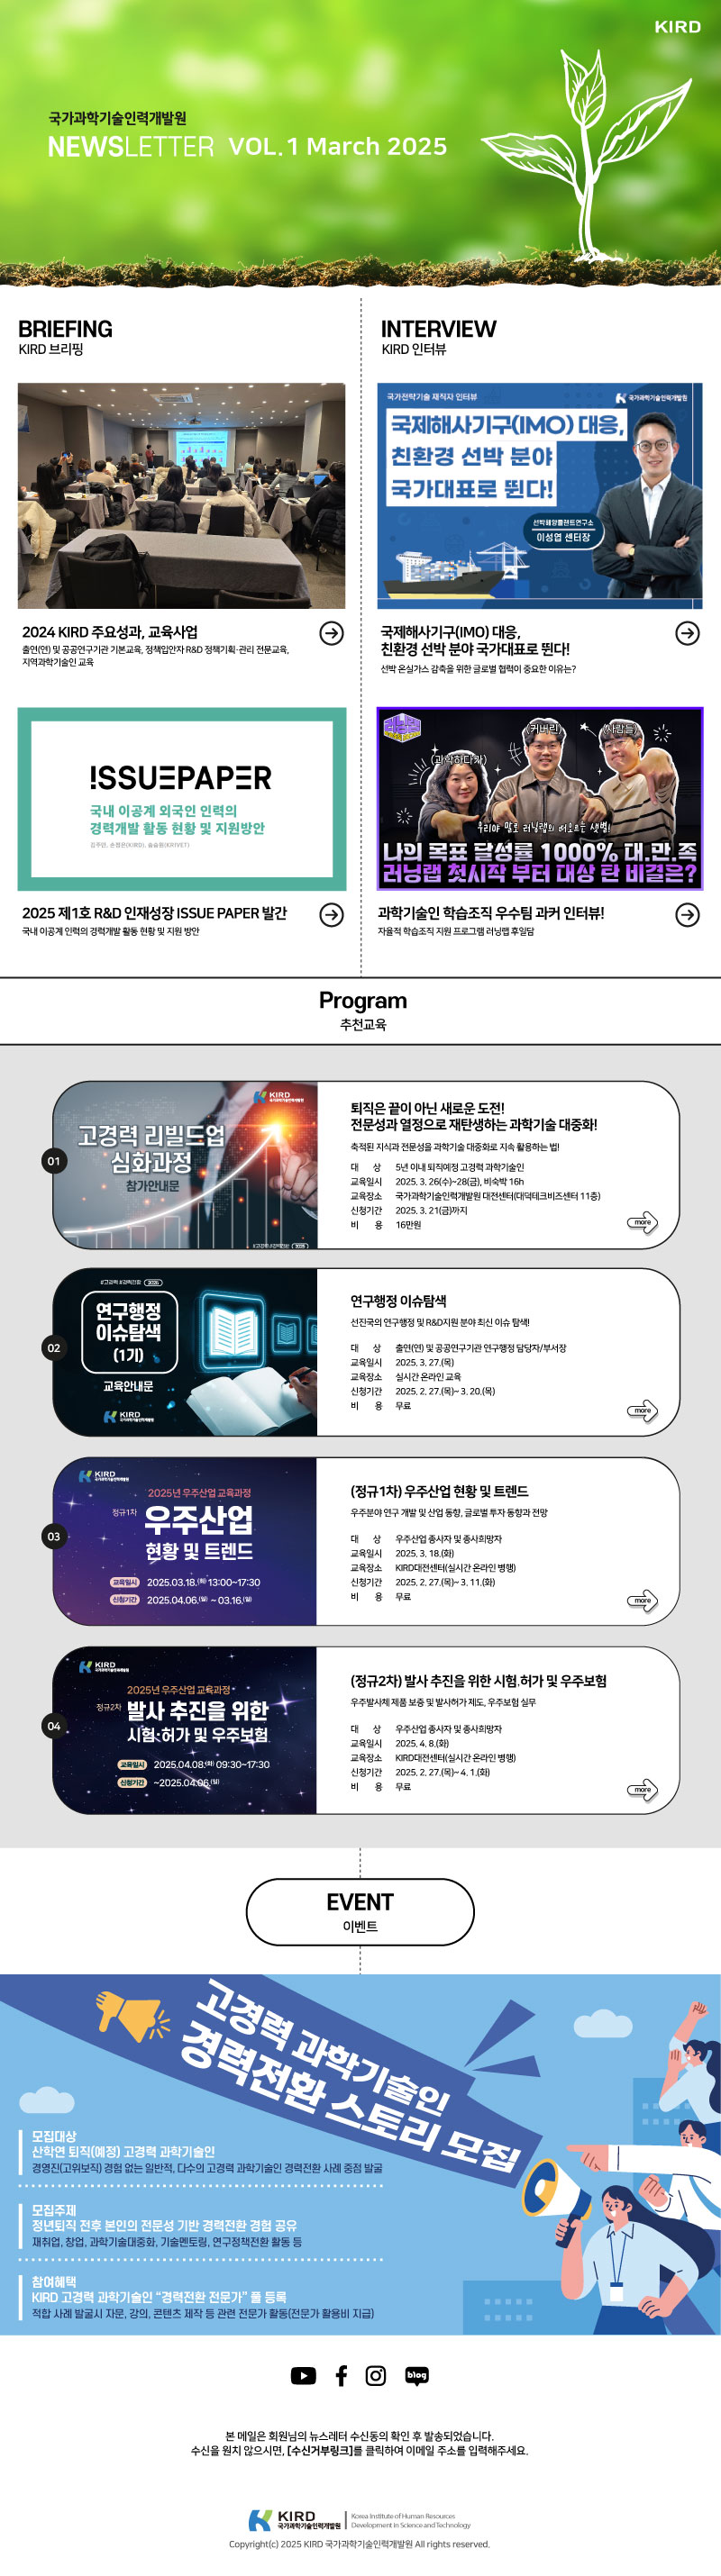 KIRD
국가과학기술인력개발원
NEWSLETTER VOL.1 March 2025
BRIEFING
KIRD 브리핑
2024 KIRD 주요성과, 교육사업
출연(연) 및 공공연구기관 기본교육, 정책입안자 R&D 정책기획·관리 전문교육,
지역과학기술인 교육
!SSUEPAPER
국내 이공계 외국인 인력의
경력개발 활동 현황 및 지원방안
2025 제1호 R&D 인재성장 ISSUE PAPER 발간
국내 이공계 인력의 경력개발 활동 현황 및 지원 방안
INTERVIEW
KIRD 인터뷰
국가전략기술 재직자 인터뷰
국가과학기술인력개발원
국제해사기구(IMO) 대응,
친환경 선박 분야
국가대표로 뛴다!
선박해양플랜트연구소
이성엽 센터장
국제해사기구(IMO) 대응,
친환경 선박 분야 국가대표로 뛴다!
선박 온실가스 감축을 위한 글로벌 협력이 중요한 이유는?
러닝랩
(과학하다가)
(커버린)
(사람들)
우리야 말로 러닝랩의 떠오르는 샛별!
나의 목표 달성률 1000% 대.만.족
러닝랩 첫시작 부터 대상 탄 비결은?
과학기술인 학습조직 우수팀 과커 인터뷰!
자율적 학습조직 지원 프로그램 러닝랩 후일담
Program
추천교육
01
KIRD
국가과학기술인력개발원
고경력 리빌드업
심화과정
참가안내문
퇴직은 끝이 아닌 새로운 도전!
전문성과 열정으로 재탄생하는 과학기술 대중화!
축적된 지식과 전문성을 과학기술 대중화로 지속 활용하는 법!
대 상 5년 이내 퇴직예정 고경력 과학기술인
교육일시 2025. 3. 26(수)~28(금), 비숙박 16h
교육장소 국가과학기술인력개발원 대전센터(대덕테크비즈센터 11층)
신청기간 2025. 3. 21(금)까지
비 용 16만원
more
02
연구행정
이슈탐색
(1기)
교육안내문
KIRD
국가과학기술인력개발원
연구행정 이슈탐색
선진국의 연구행정 및 R&D지원 분야 최신 이슈 탐색!
대 상 출연(연) 및 공공연구기관 연구행정 담당자/부서장
교육일시 2025. 3. 27.(목)
교육장소 실시간 온라인 교육
신청기간 2025. 2. 27.(목)~ 3. 20.(목)
비 용 무료
more
03
KIRD
국가과학기술인력개발원
2025년 우주산업 교육과정
정규1차
우주산업
현황 및 트렌드
교육일시 2025.03.18.(화) 13:00~17:30
신청기간 2025.04.06.(일) ~ 03.16.(일)
(정규1차) 우주산업 현황 및 트렌드
우주분야 연구 개발 및 산업 동향, 글로벌 투자 동향과 전망
대 상 우주산업 종사자 및 종사희망자
교육일시 2025. 3. 18.(화)
교육장소 KIRD대전센터(실시간 온라인 병행)
신청기간 2025. 2. 27.(목)~ 3. 11.(화)
비 용 무료
more
04
KIRD
국가과학기술인력개발원
2025년 우주산업 교육과정
정규2차
발사 추진을 위한
시험·허가 및 우주보험
교육일시 2025.04.08.(화) 09:30~17:30
신청기간 ~2025.04.06.(일)
(정규2차) 발사 추진을 위한 시험.허가 및 우주보험
우주발사체 제품 보증 및 발사허가 제도, 우주보험 실무
대 상 우주산업 종사자 및 종사희망자
교육일시 2025. 4. 8.(화)
교육장소 KIRD대전센터(실시간 온라인 병행)
신청기간 2025. 2. 27.(목)~ 4. 1.(화)
비 용 무료
more
EVENT
이벤트
고경력 과학기술인
경력전환 스토리 모집
모집대상
산학연 퇴직(예정) 고경력 과학기술인
경영진(고위보직) 경험 없는 일반적, 다수의 고경력 과학기술인 경력전환 사례 중점 발굴
모집주제
정년퇴직 전후 본인의 전문성 기반 경력전환 경험 공유
재취업, 창업, 과학기술대중화, 기술멘토링, 연구정책전환 활동 등
참여혜택
KIRD 고경력 과학기술인 “경력전환 전문가” 풀 등록
적합 사례 발굴시 자문, 강의, 콘텐츠 제작 등 관련 전문가 활동(전문가 활용비 지급)
blog
본 메일은 회원님의 뉴스레터 수신동의 확인 후 발송되었습니다.
수신을 원치 않으시면, [수신거부링크]를 클릭하여 이메일 주소를 입력해주세요.
KIRD
국가과학기술인력개발원
Korea Institute of Human Resources
Development in Science and Technology
Copyright(c) 2025 KIRD 국가과학기술인력개발원 All rights reserved.